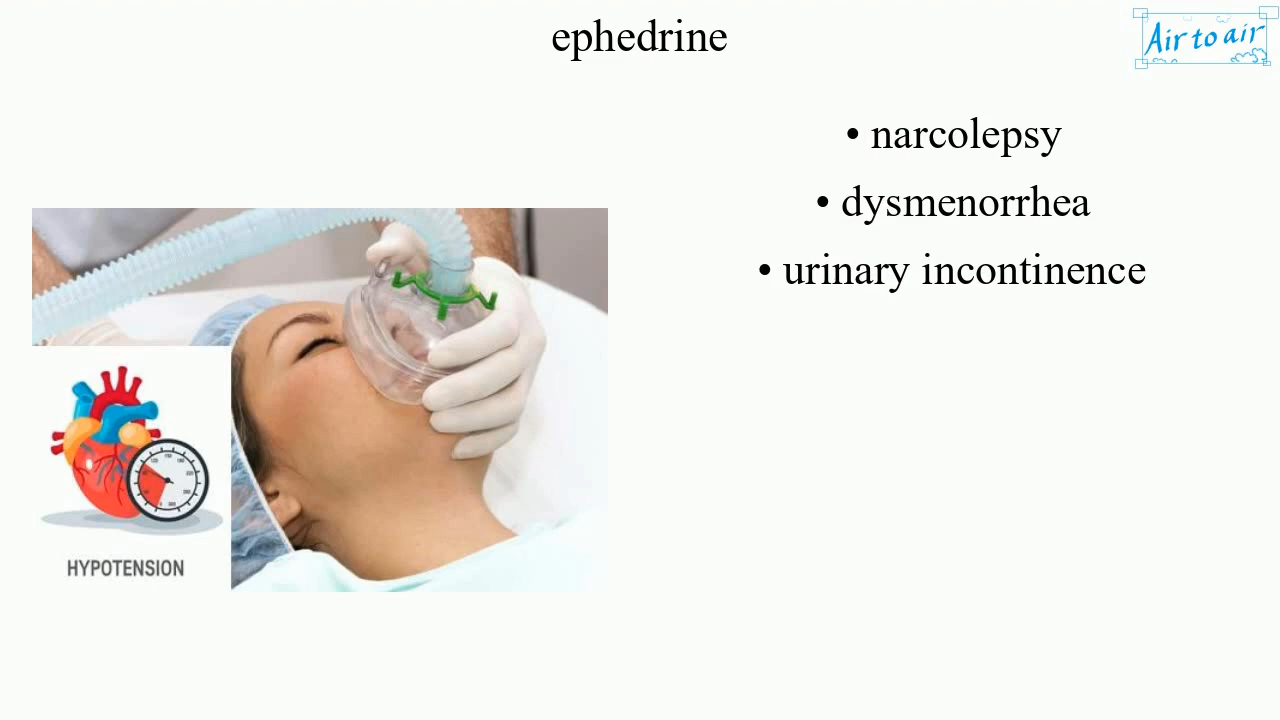 ephedrine
Air to air
• narcolepsy
• dysmenorrhea
• urinary incontinence
HYPOTENSION